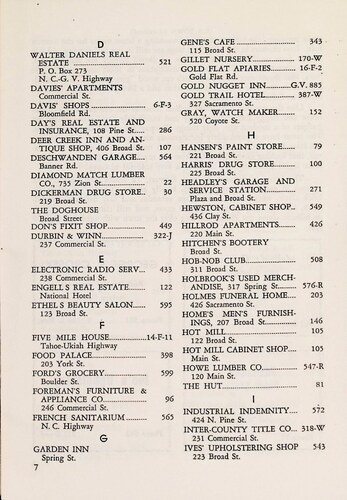 D
WALTER DANIELS REAL
ESTATE ........................ 521
P. O. Box 273
N. C.-G. V. Highway
DAVIES' APARTMENTS
Commercial St.
DAVIS' SHOPS ................ 6-F-3
Bloomfield Rd.
DAY'S REAL ESTATE AND
INSURANCE, 108 Pine St..... 286
DEER CREEK INN AND AN-
TIQUE SHOP, 406 Broad St. 107
DESCHWANDEN GARAGE.... 564
Banner Rd.
DIAMOND MATCH LUMBER
CO., 735 Zion St............. 22
DICKERMAN DRUG STORE.. 30
219 Broad St.
THE DOGHOUSE
Broad Street
DON'S FIXIT SHOP............ 449
DURBIN & WINN............ 322-J
237 Commercial St.
E
ELECTRONIC RADIO SERV... 433
238 Commercial St.
ENGELL'S REAL ESTATE...... 122
National Hotel
ETHEL'S BEAUTY SALON...... 595
123 Broad St.
F
FIVE MILE HOUSE........14-F-11
Tahoe-Ukiah Highway
FOOD PALACE................ 398
203 York St.
FORD'S GROCERY............ 599
Boulder St.
FOREMAN'S FURNITURE &
APPLIANCE CO............. 96
246 Commercial St.
FRENCH SANITARIUM........ 565
N. C. Highway
G
GARDEN INN
Spring St.
7
GENE'S CAFE .................. 343
115 Broad St.
GILLET NURSERY............170-W
GOLD FLAT APIARIES......16-F-2
Gold Flat Rd.
GOLD NUGGET INN........G.V. 885
GOLD TRAIL HOTEL........387-W
327 Sacramento St.
GRAY, WATCH MAKER........ 152
520 Coyote St.
H
HANSEN'S PAINT STORE...... 79
221 Broad St.
HARRIS' DRUG STORE........ 100
225 Broad St.
HEADLEY'S GARAGE AND
SERVICE STATION .......... 271
Plaza and Broad St.
HEWSTON, CABINET SHOP.. 549
436 Clay St.
HILLROD APARTMENTS...... 426
220 Main St.
HITCHEN'S BOOTERY
Broad St.
HOB-NOB CLUB............... 508
311 Broad St.
HOLBROOK'S USED MERCH-
ANDISE, 317 Spring St..... 576-R
HOLMES FUNERAL HOME.... 203
426 Sacramento St.
HOME'S MEN'S FURNISH-
INGS, 207 Broad St.......... 146
HOT MILL...................... 105
122 Broad St.
HOT MILL CABINET SHOP.... 105
Main St.
HOWE LUMBER CO..........547-R
120 Main St.
THE HUT....................... 81
I
INDUSTRIAL INDEMNITY.... 572
424 N. Pine St.
INTER-COUNTY TITLE CO... 318-W
231 Commercial St.
IVES' UPHOLSTERY SHOP 543
223 Broad St.